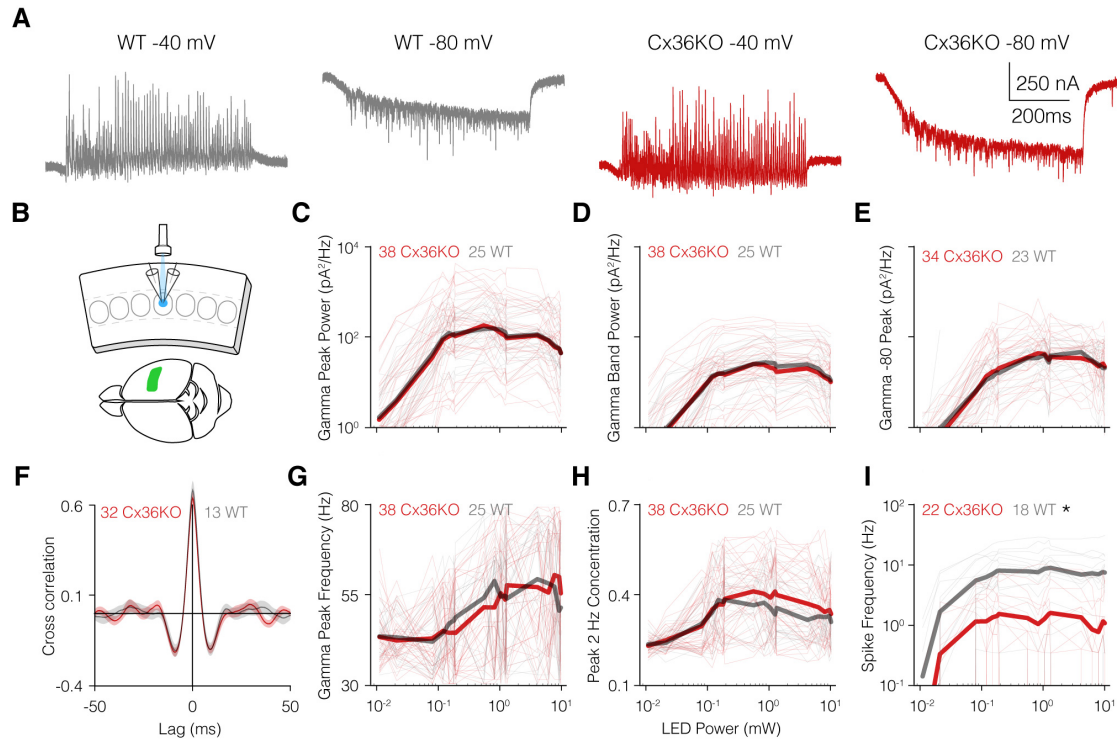 A
WT -40 mV
WT -80 mV
Cx36KO -40 mV
Cx36KO -80 mV
250 nA
200ms
B
C
Gamma Peak Power (pA²/Hz)
38 Cx36KO 25 WT
10⁴
10²
10⁰
D
Gamma Band Power (pA²/Hz)
38 Cx36KO 25 WT
E
Gamma -80 Peak (pA²/Hz)
34 Cx36KO 23 WT
F
Cross correlation
32 Cx36KO 13 WT
0.6
0.1
-0.4
-50 0 50
Lag (ms)
G
Gamma Peak Frequency (Hz)
38 Cx36KO 25 WT
80
55
30
10⁻² 10⁻¹ 10⁰ 10¹
H
Peak 2 Hz Concentration
38 Cx36KO 25 WT
0.7
0.4
0.1
10⁻² 10⁻¹ 10⁰ 10¹
LED Power (mW)
I
Spike Frequency (Hz)
22 Cx36KO 18 WT *
10²
10¹
10⁰
10⁻¹
10⁻² 10⁻¹ 10⁰ 10¹